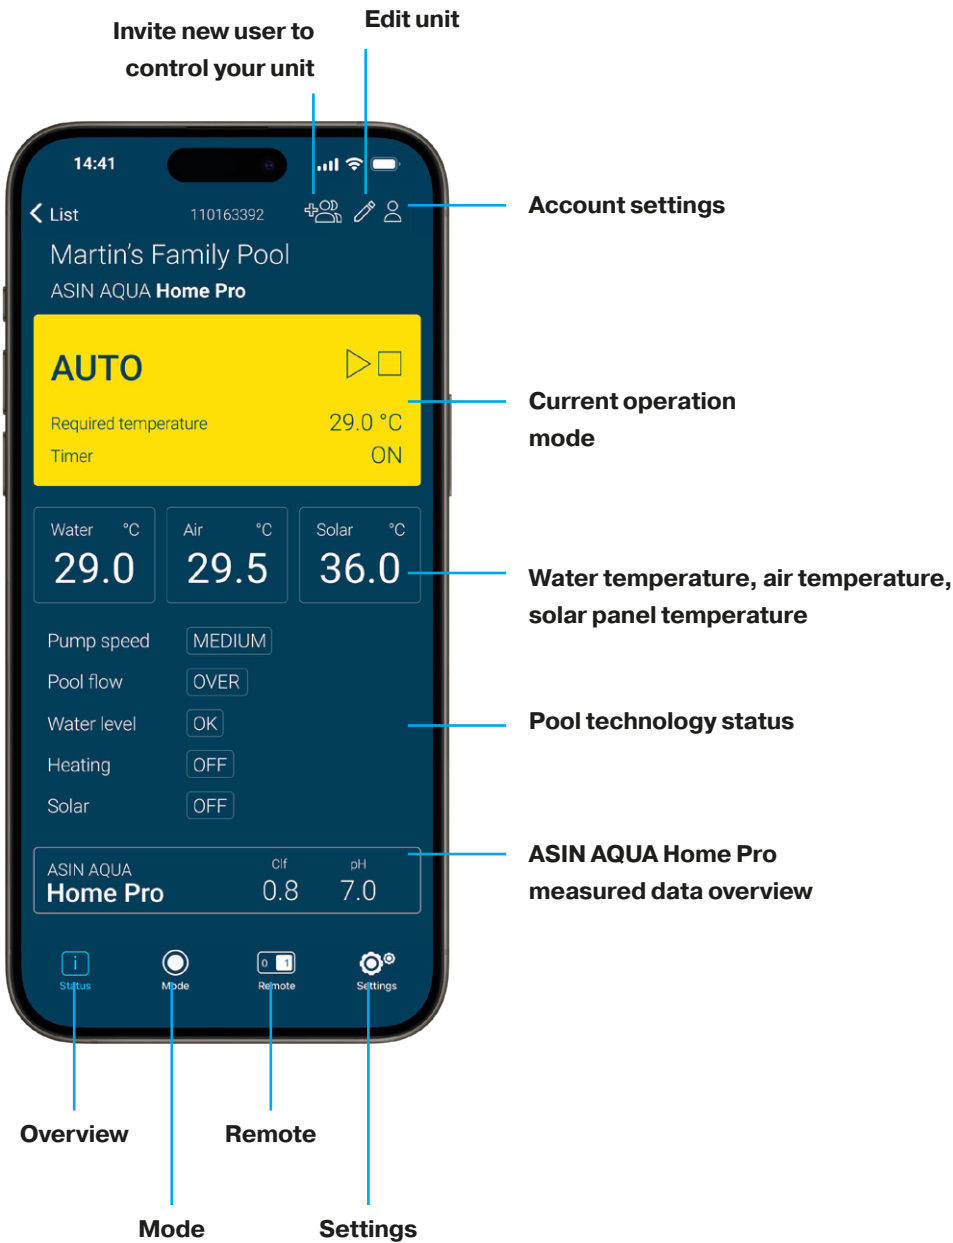 Edit unit
Invite new user to
control your unit
14:41
List
110163392
Account settings
Martin's Family Pool
ASIN AQUA Home Pro
AUTO
Required temperature 29.0 °C
Timer ON
Current operation
mode
Water °C
29.0
Air °C
29.5
Solar °C
36.0
Water temperature, air temperature,
solar panel temperature
Pump speed MEDIUM
Pool flow OVER
Water level OK
Heating OFF
Solar OFF
Pool technology status
ASIN AQUA
Home Pro
Clf
0.8
pH
7.0
ASIN AQUA Home Pro
measured data overview
i
Status
Mode
0 1
Remote
Settings
Overview
Remote
Mode
Settings